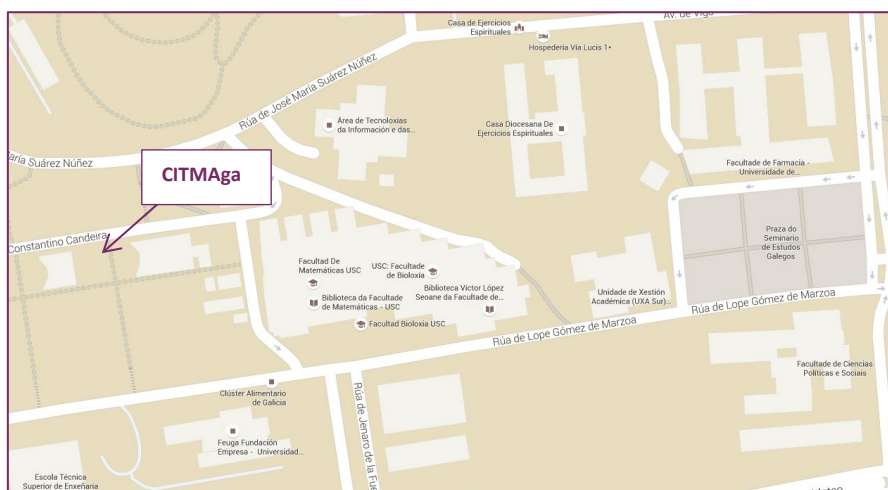 Casa de Ejercicios
Espirituales
Av. de Vigo
Hospedería Vía Lucis 1*
Rúa de José María Suárez Núñez
Área de Tecnoloxías
da Información e das...
Casa Diocesana De
Ejercicios Espirituales
aría Suárez Núñez
CITMAga
Facultade de Farmacia -
Universidade de...
Constantino Candeira
Praza do
Seminario
de Estudos
Galegos
Facultad De
Matemáticas USC
USC: Facultade
de Bioloxía
Biblioteca da Facultade
de Matemáticas - USC
Biblioteca Víctor López
Seoane da Facultade de...
Unidade de Xestión
Académica (UXA Sur)...
Facultad Bioloxia USC
Rúa de Lope Gómez de Marzoa
Rúa de Lope Gómez de Marzoa
Facultade de Ciencias
Políticas e Sociais
Clúster Alimentario
de Galicia
Rúa de Jenaro de la Fue
Feuga Fundación
Empresa - Universidad...
Escola Técnica
Superior de Enxeñaría